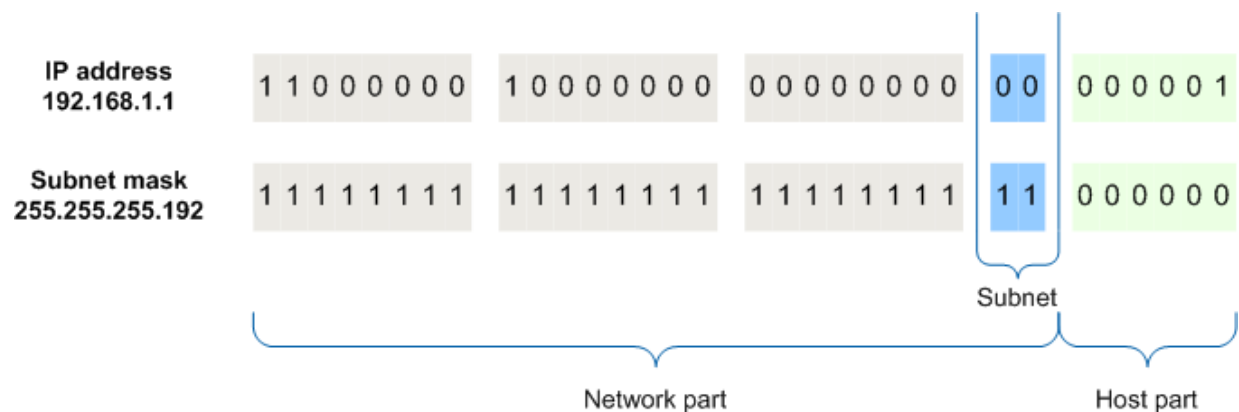 IP address
192.168.1.1
1 1 0 0 0 0 0 0 1 0 0 0 0 0 0 0 0 0 0 0 0 0 0 0 0 0 0 0 0 0 0 1
Subnet mask
255.255.255.192
1 1 1 1 1 1 1 1 1 1 1 1 1 1 1 1 1 1 1 1 1 1 1 1 1 1 0 0 0 0 0 0
Subnet
Network part
Host part